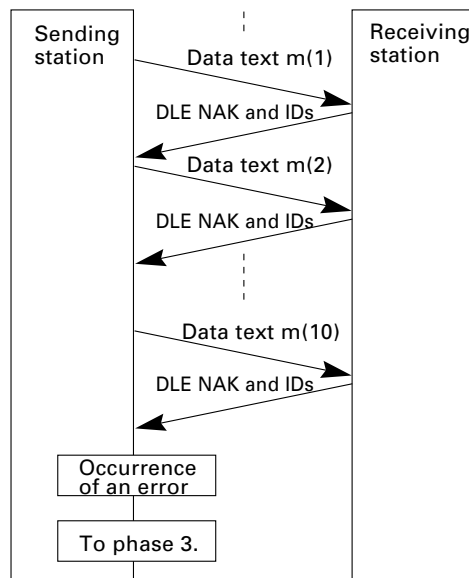 Sending
station
Receiving
station
Data text m(1)
DLE NAK and IDs
Data text m(2)
DLE NAK and IDs
Data text m(10)
DLE NAK and IDs
Occurrence
of an error
To phase 3.